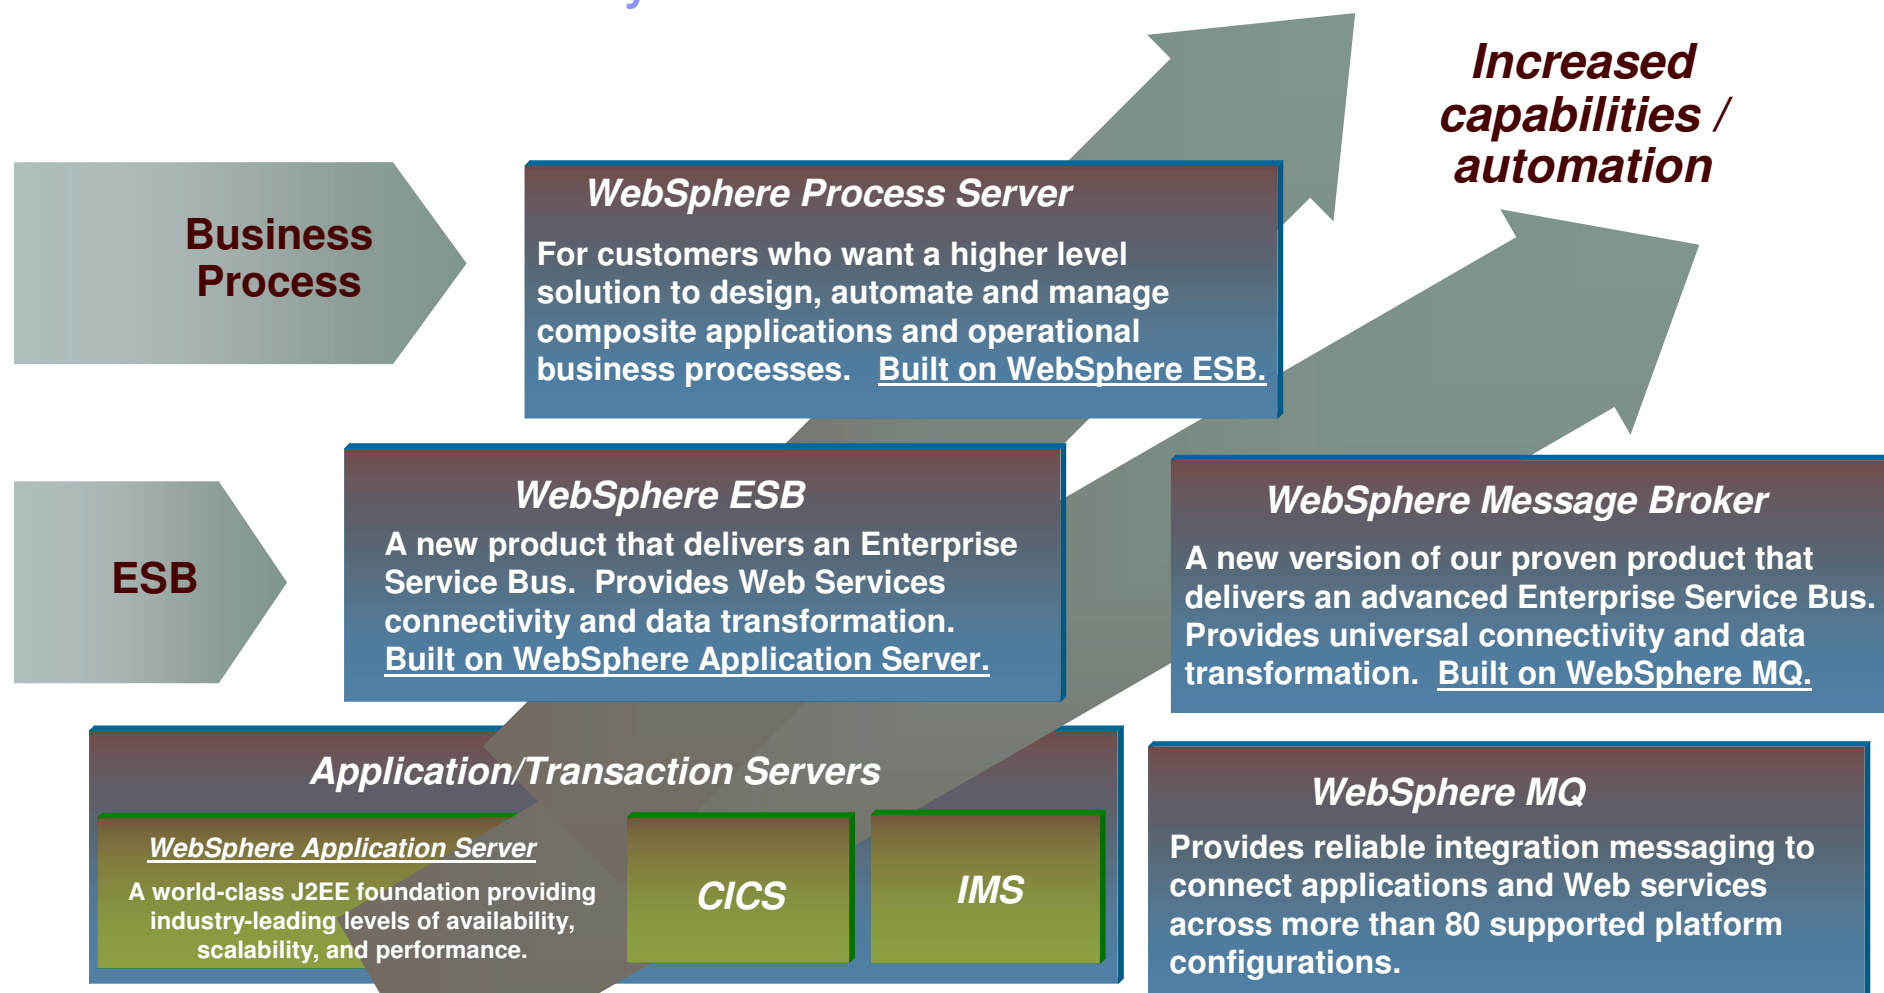 Increased
capabilities /
automation
Business
Process
WebSphere Process Server
For customers who want a higher level
solution to design, automate and manage
composite applications and operational
business processes. Built on WebSphere ESB.
ESB
WebSphere ESB
A new product that delivers an Enterprise
Service Bus. Provides Web Services
connectivity and data transformation.
Built on WebSphere Application Server.
WebSphere Message Broker
A new version of our proven product that
delivers an advanced Enterprise Service Bus.
Provides universal connectivity and data
transformation. Built on WebSphere MQ.
Application/Transaction Servers
WebSphere Application Server
A world-class J2EE foundation providing
industry-leading levels of availability,
scalability, and performance.
CICS
IMS
WebSphere MQ
Provides reliable integration messaging to
connect applications and Web services
across more than 80 supported platform
configurations.